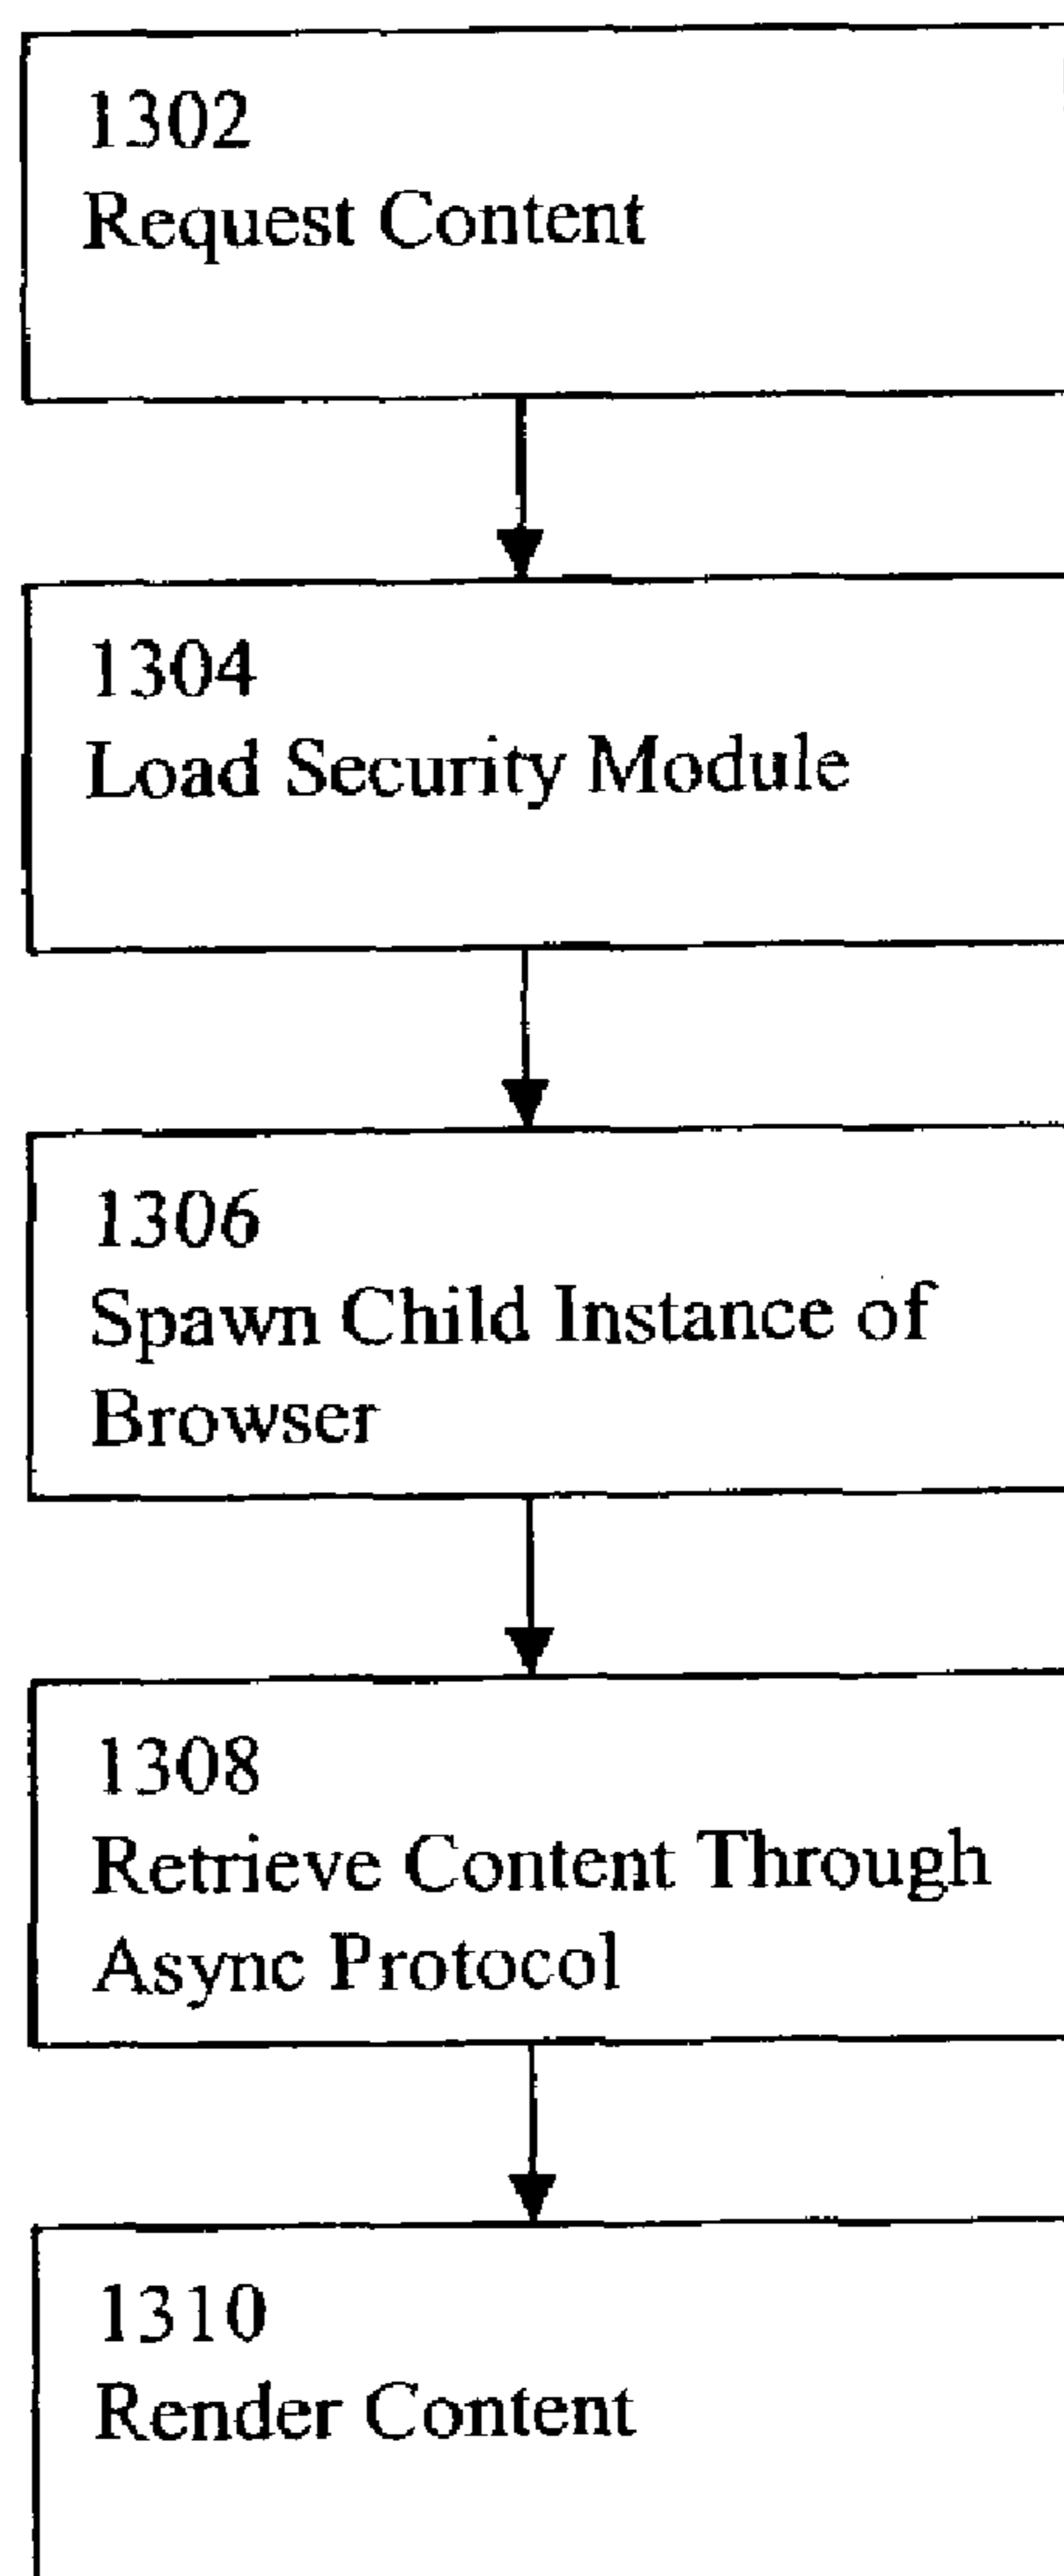 1302
Request Content
1304
Load Security Module
1306
Spawn Child Instance of
Browser
1308
Retrieve Content Through
Async Protocol
1310
Render Content